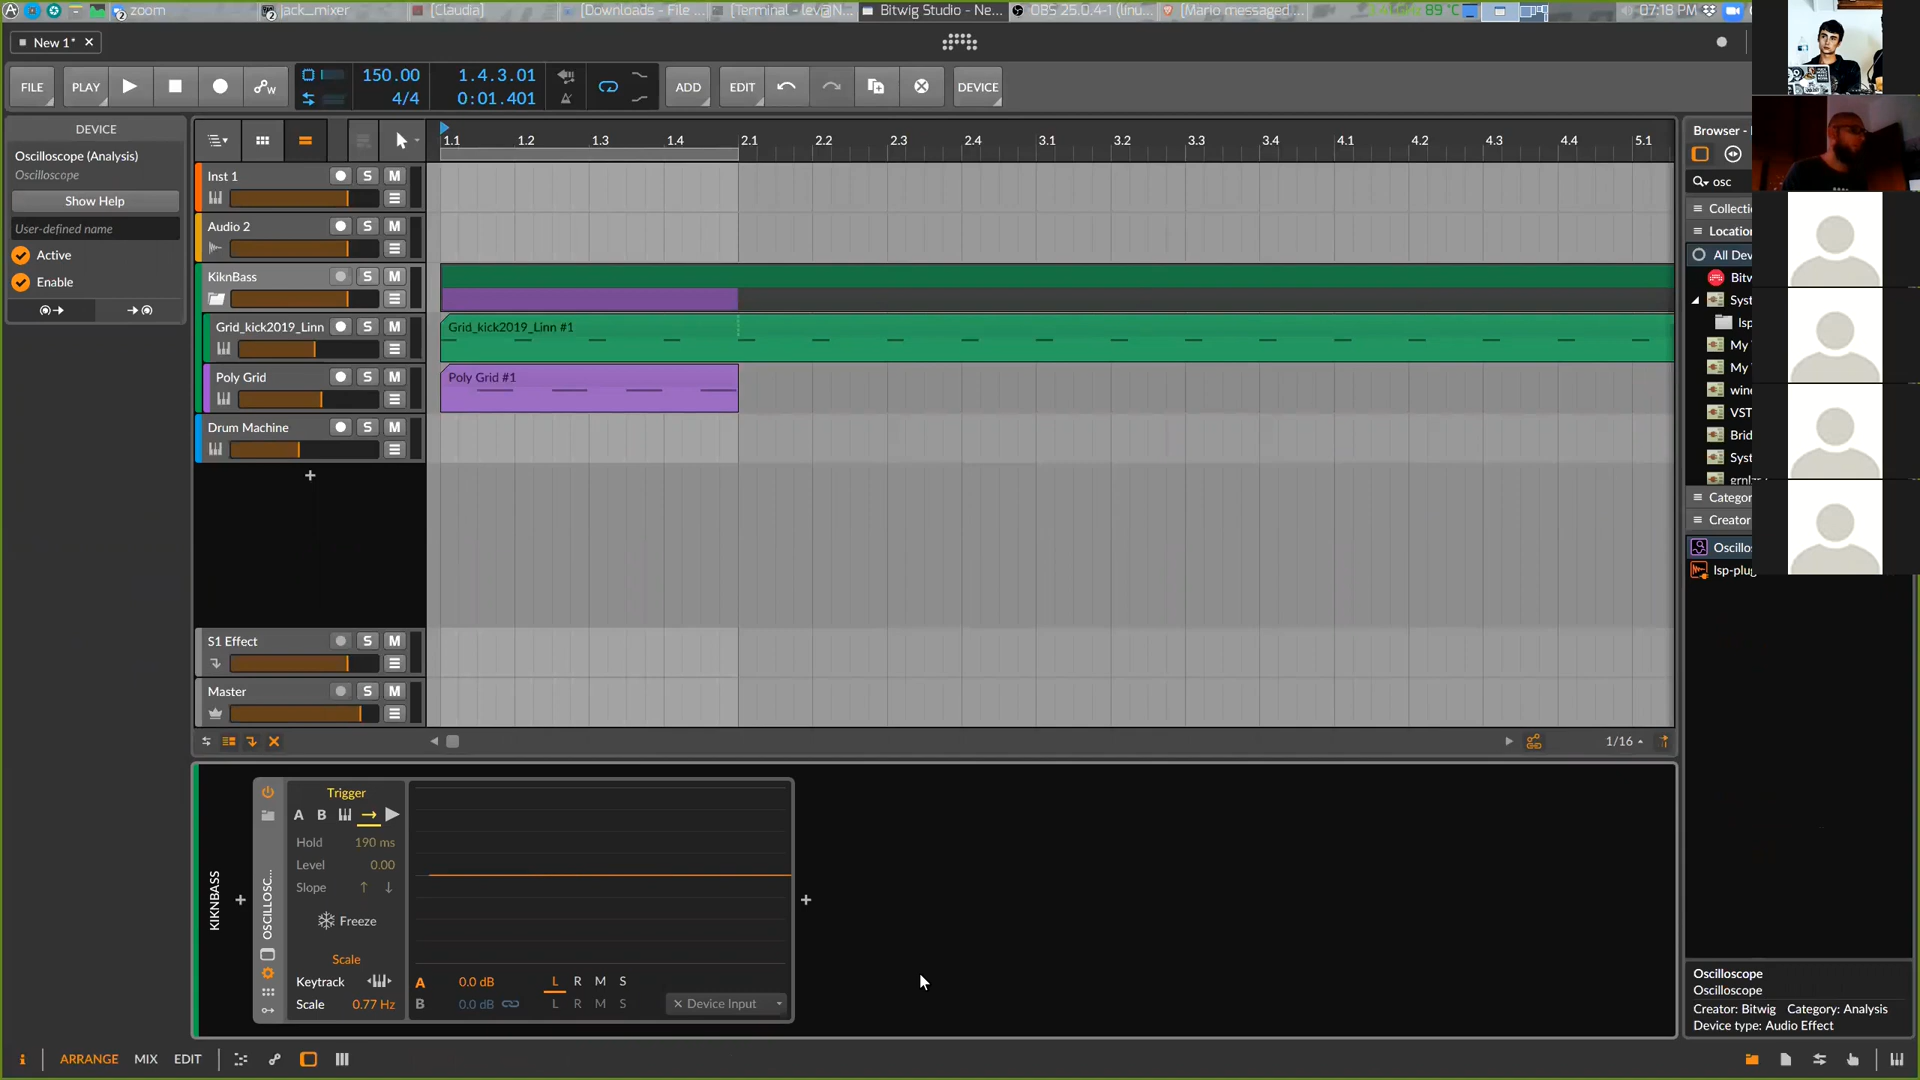 zoom
jack_mixer
[Claudia]
[Downloads - File ...
[Terminal - lev@N...
Bitwig Studio - Ne...
OBS 25.0.4-1 (linu...
[Mario messaged...
89 °C
07:18 PM
New 1*
FILE
PLAY
150.00
4/4
1.4.3.01
0:01.401
ADD
EDIT
DEVICE
DEVICE
Oscilloscope (Analysis)
Oscilloscope
Show Help
User-defined name
Active
Enable
1.1 1.2 1.3 1.4 2.1 2.2 2.3 2.4 3.1 3.2 3.3 3.4 4.1 4.2 4.3 4.4 5.1
Inst 1 S M
Audio 2 S M
KiknBass S M
Grid_kick2019_Linn S M
Grid_kick2019_Linn #1
Poly Grid S M
Poly Grid #1
Drum Machine S M
S1 Effect S M
Master S M
1/16
Browser -
osc
Collecti
Location
All Dev
Bitw
Syst
lsp
My
My
wind
VST
Brid
Syst
Categor
Creator
Oscillo
lsp-plug
KIKNBASS
OSCILLOSC...
Trigger
A B
Hold 190 ms
Level 0.00
Slope
Freeze
Scale
Keytrack
Scale 0.77 Hz
A 0.0 dB L R M S
B 0.0 dB L R M S
Device Input
Oscilloscope
Oscilloscope
Creator: Bitwig Category: Analysis
Device type: Audio Effect
ARRANGE MIX EDIT